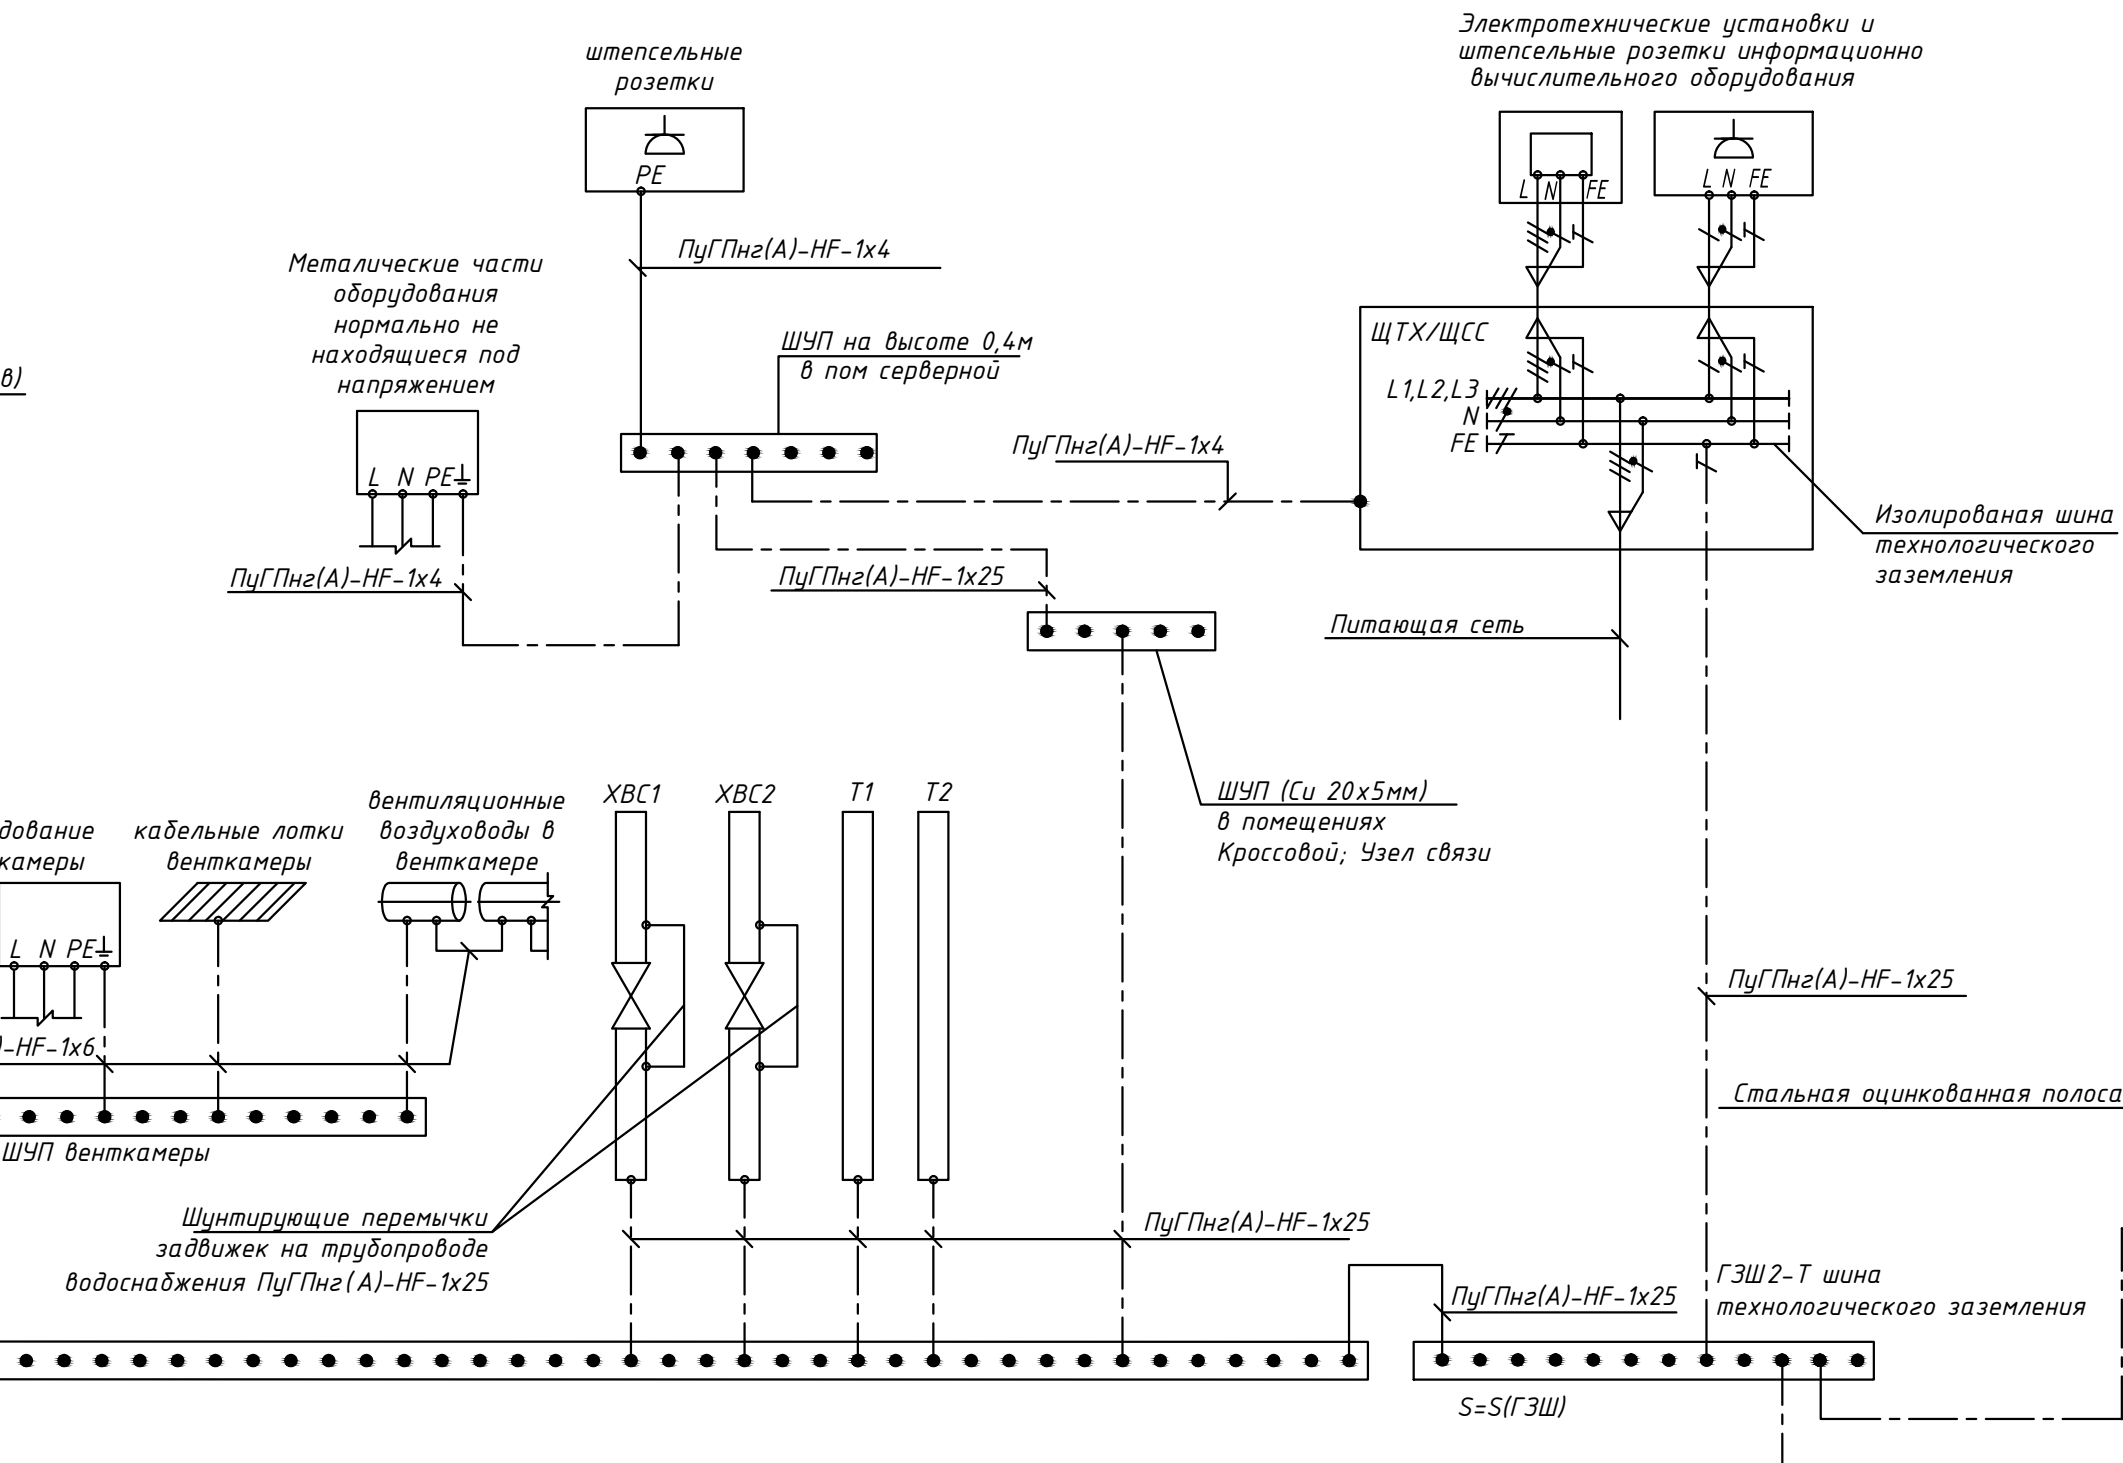 Электротехнические установки и
штепсельные розетки информационно
вычислительного оборудования
штепсельные
розетки
PE
L N FE
L N FE
ПуГПнг(А)-HF-1х4
Металические части
оборудования
нормально не
находящиеся под
напряжением
ШУП на высоте 0,4м
в пом серверной
ЩТХ/ЩСС
в)
L1,L2,L3
N
FE
L N PE
ПуГПнг(А)-HF-1х4
Изолированая шина
технологического
заземления
ПуГПнг(А)-HF-1х4
ПуГПнг(А)-HF-1х25
Питающая сеть
ШУП (Си 20х5мм)
в помещениях
Кроссовой; Узел связи
дование
камеры
кабельные лотки
венткамеры
вентиляционные
воздуховоды в
венткамере
ХВС1
ХВС2
Т1
Т2
L N PE
)-HF-1х6
ПуГПнг(А)-HF-1х25
Стальная оцинкованная полоса
ШУП венткамеры
Шунтирующие перемычки
задвижек на трубопроводе
водоснабжения ПуГПнг(А)-HF-1х25
ПуГПнг(А)-HF-1х25
ПуГПнг(А)-HF-1х25
ГЗШ2-Т шина
технологического заземления
S=S(ГЗШ)